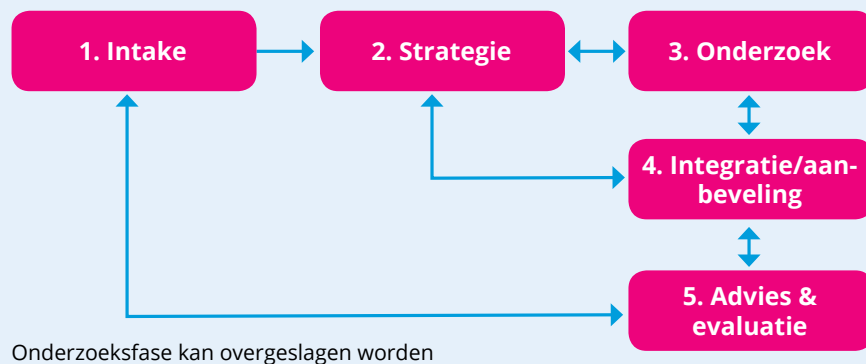 1. Intake
2. Strategie
3. Onderzoek
4. Integratie/aan-
beveling
5. Advies &
evaluatie
Onderzoeksfase kan overgeslagen worden